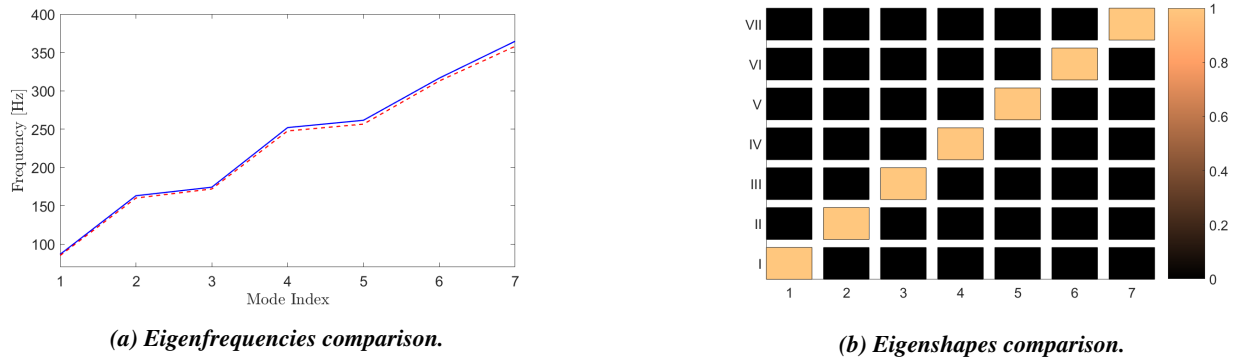 400
350
300
250
200
150
100
Frequency [Hz]
1 2 3 4 5 6 7
Mode Index
(a) Eigenfrequencies comparison.
VII
VI
V
IV
III
II
I
1 2 3 4 5 6 7
1
0.8
0.6
0.4
0.2
0
(b) Eigenshapes comparison.